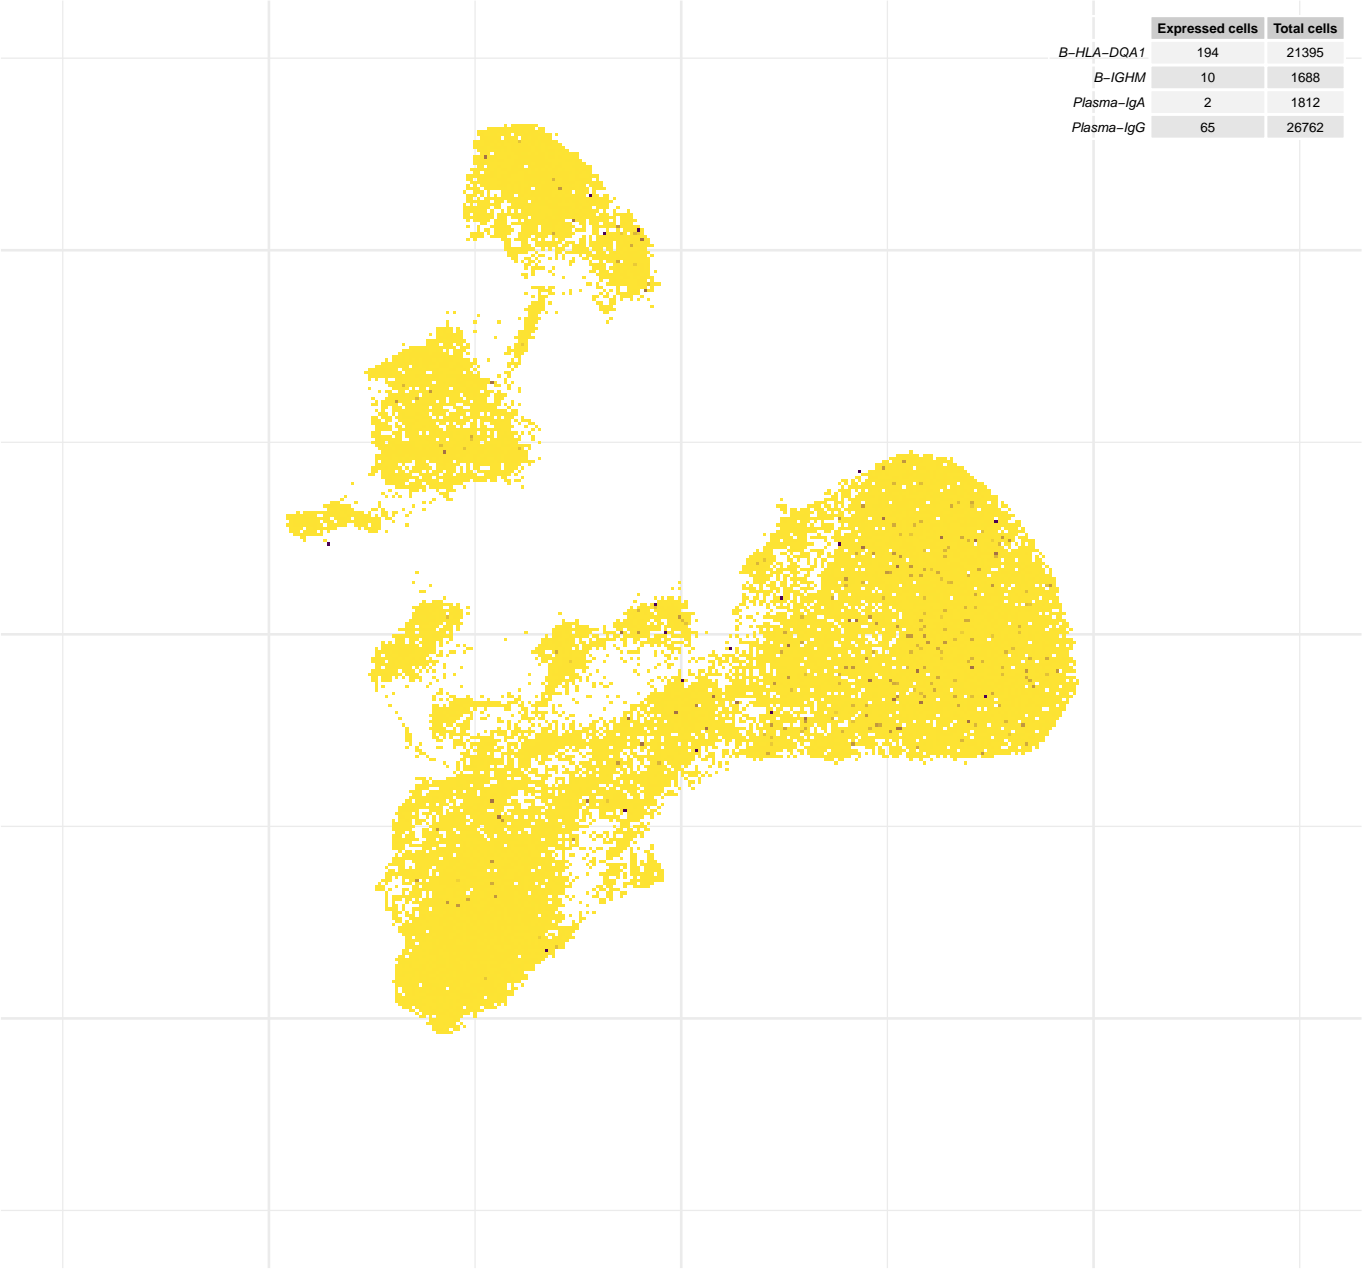 Expressed cells Total cells
B−HLA−DQA1 194 21395
B−IGHM 10 1688
Plasma−IgA 2 1812
Plasma−IgG 65 26762